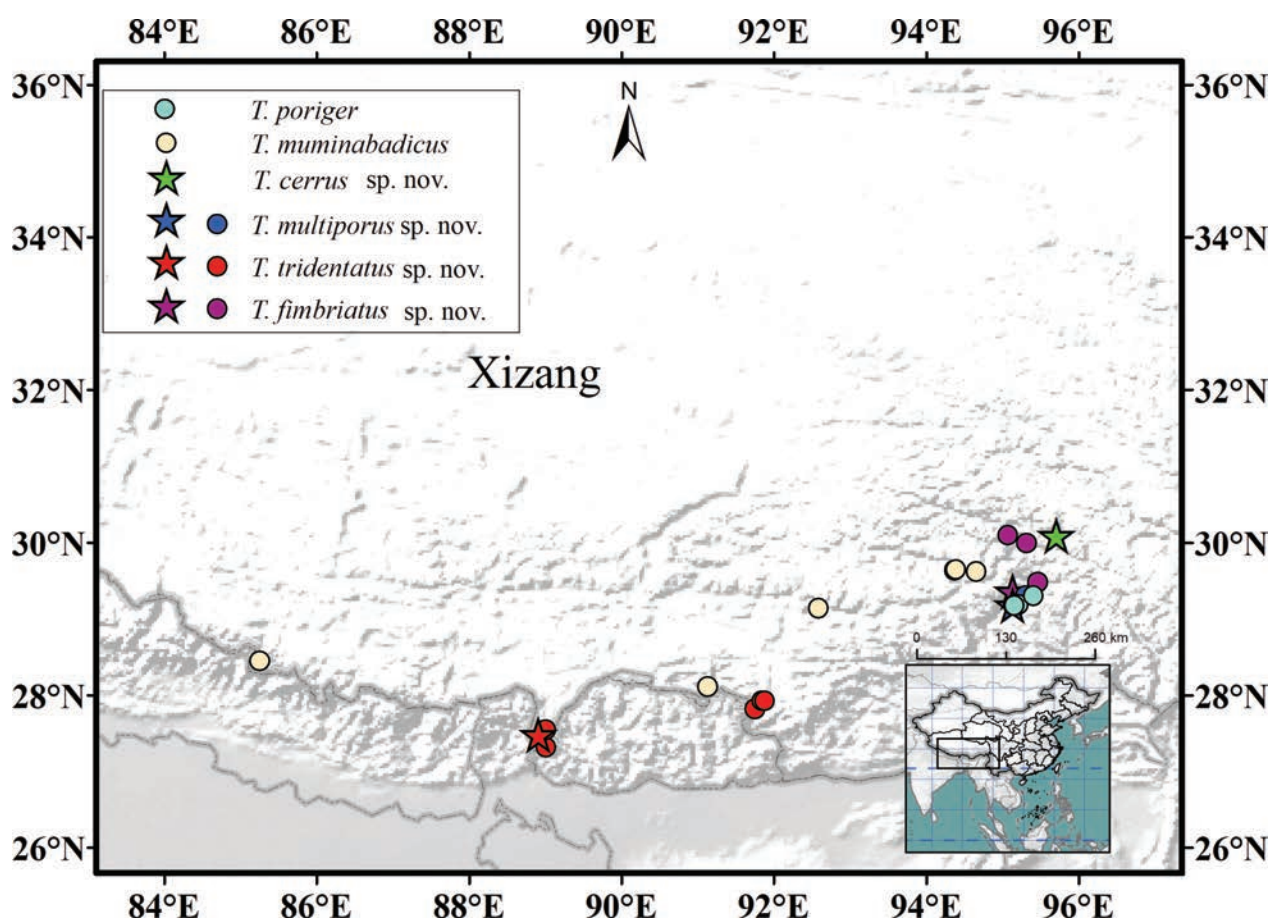 84°E 86°E 88°E 90°E 92°E 94°E 96°E
36°N 36°N
N
T. poriger
T. muminabadicus
T. cerrus sp. nov.
T. multiporus sp. nov.
T. tridentatus sp. nov.
T. fimbriatus sp. nov.
34°N 34°N
Xizang
32°N 32°N
30°N 30°N
0 130 260 km
28°N 28°N
26°N 26°N
84°E 86°E 88°E 90°E 92°E 94°E 96°E